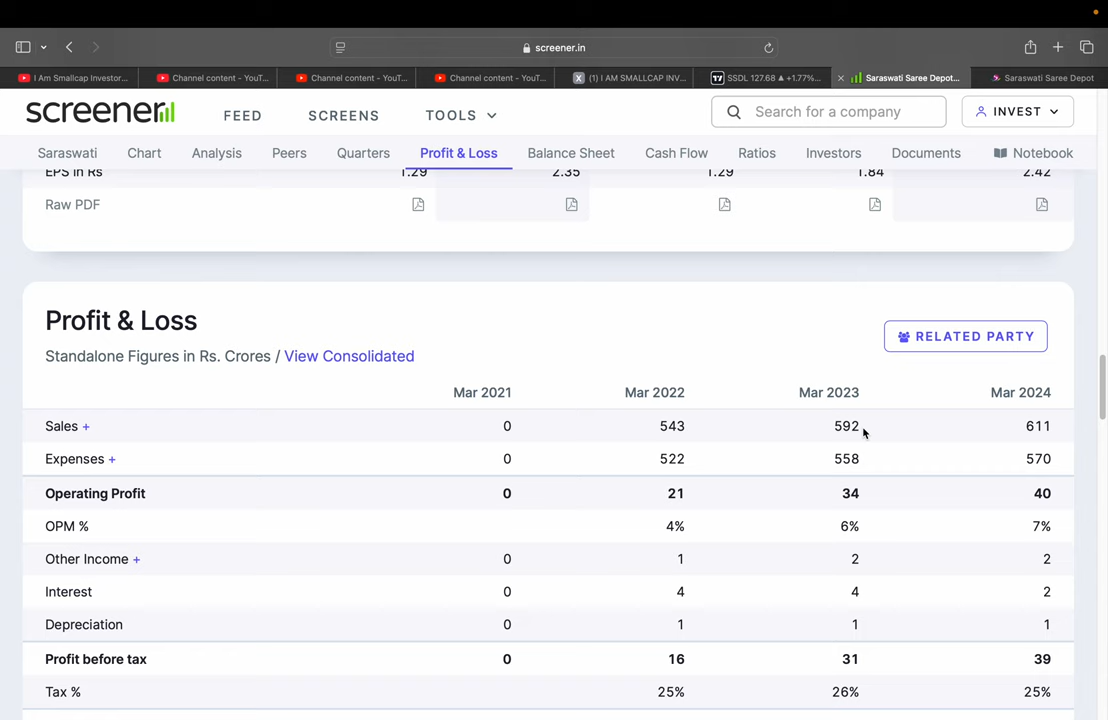 screener.in
I Am Smallcap Investor...
Channel content - YouT...
Channel content - YouT...
Channel content - YouT...
(1) I AM SMALLCAP INV...
SSDL 127.68 ▲ +1.77%...
Saraswati Saree Depot...
Saraswati Saree Depot
screener
FEED
SCREENS
TOOLS
Search for a company
INVEST
Saraswati
Chart
Analysis
Peers
Quarters
Profit & Loss
Balance Sheet
Cash Flow
Ratios
Investors
Documents
Notebook
EPS in Rs 1.29 2.35 1.29 1.84 2.42
Raw PDF
Profit & Loss
RELATED PARTY
Standalone Figures in Rs. Crores / View Consolidated
Mar 2021 Mar 2022 Mar 2023 Mar 2024
Sales + 0 543 592 611
Expenses + 0 522 558 570
Operating Profit 0 21 34 40
OPM % 4% 6% 7%
Other Income + 0 1 2 2
Interest 0 4 4 2
Depreciation 0 1 1 1
Profit before tax 0 16 31 39
Tax % 25% 26% 25%